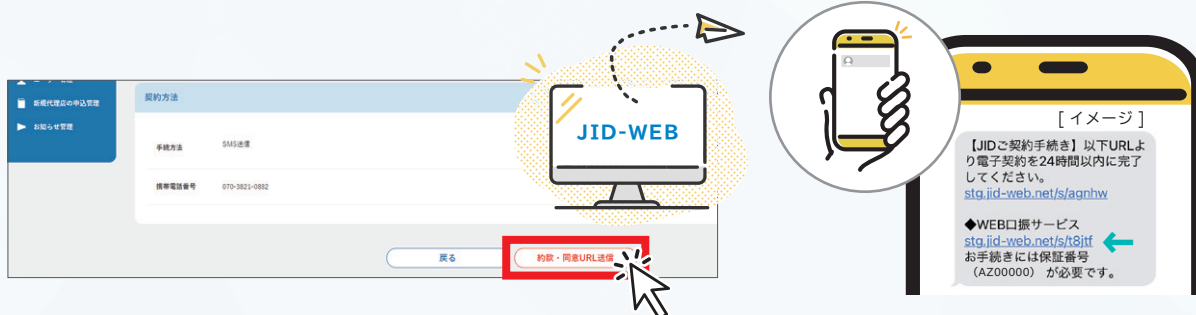 新規代理店の申込管理
お知らせ管理
契約方法
手続方法
SMS送信
携帯電話番号
070-3821-0882
戻る
約款・同意URL送信
JID-WEB
[ イメージ ]
【JIDご契約手続き】以下URLよ
り電子契約を24時間以内に完了
してください。
stg.jid-web.net/s/agnhw
◆WEB口振サービス
stg.jid-web.net/s/t8jtf
お手続きには保証番号
（AZ00000） が必要です。